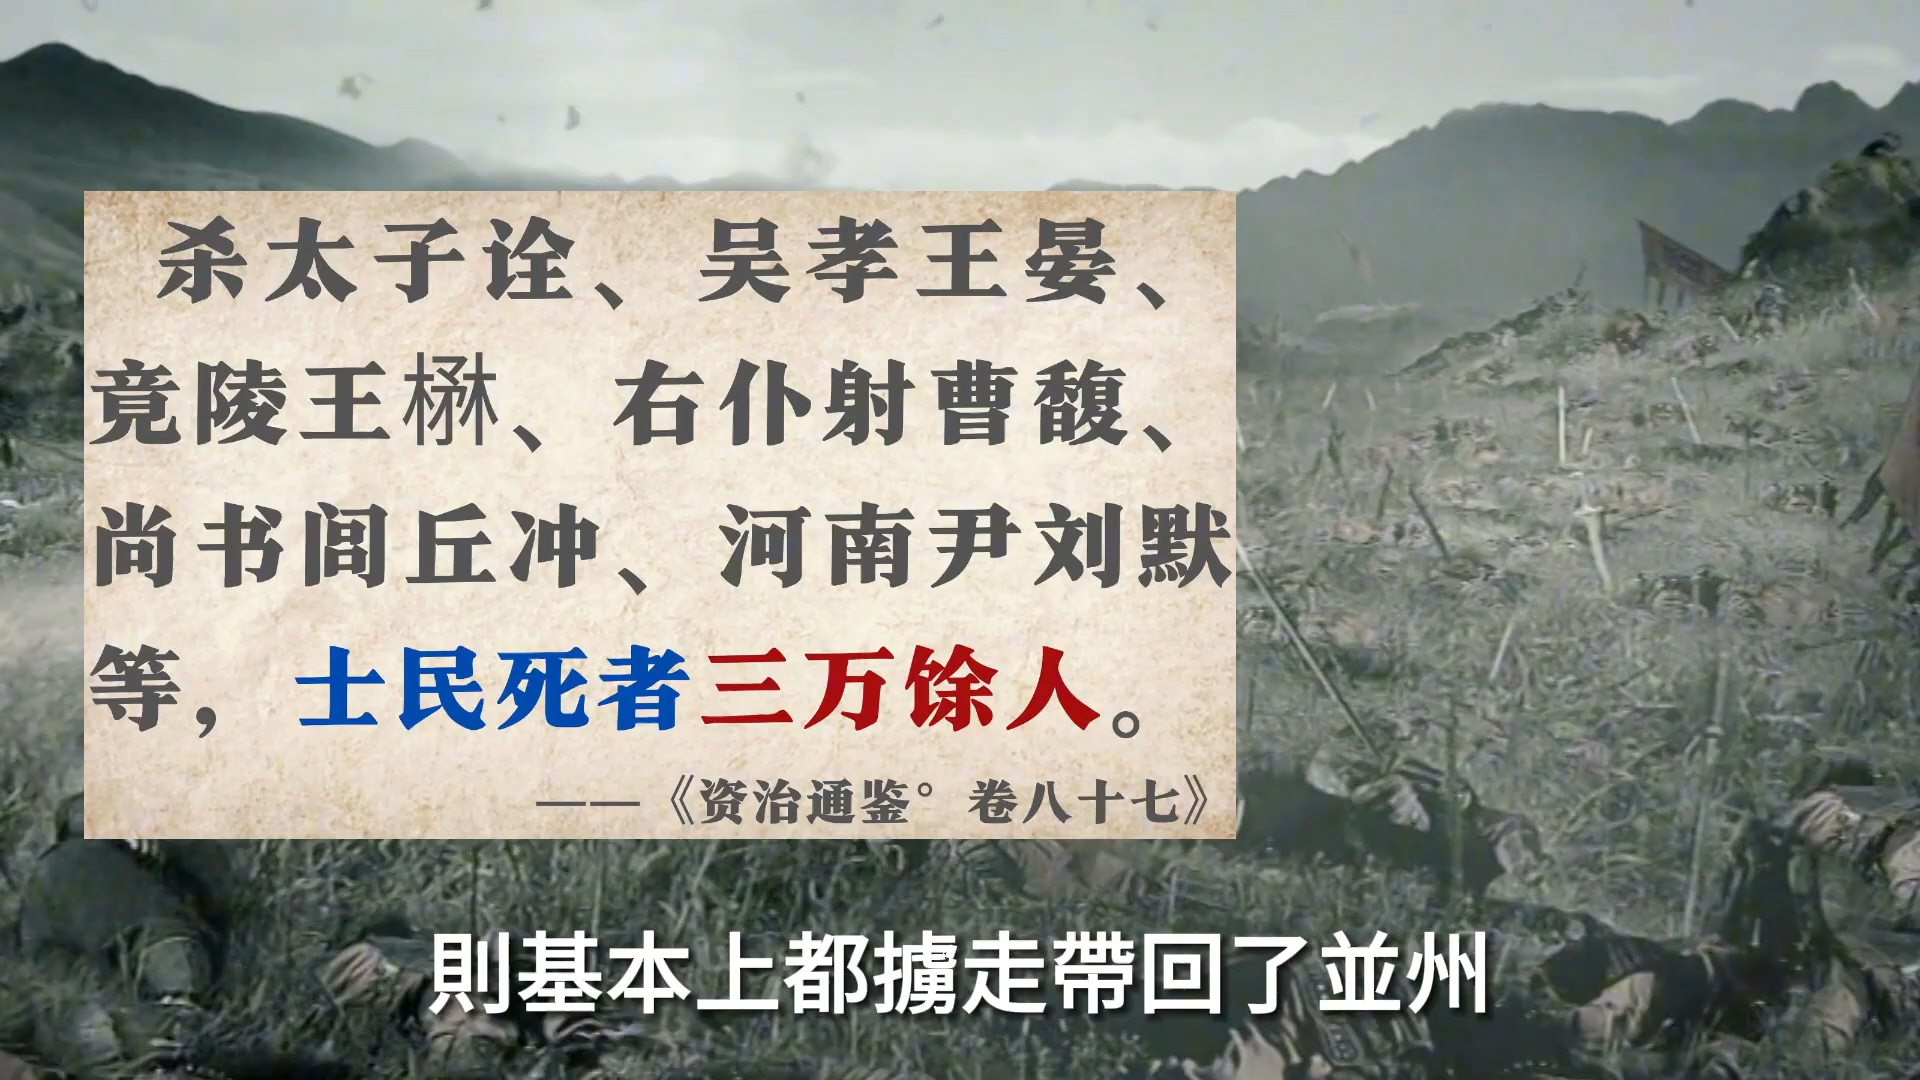 杀太子诠、吴孝王晏、
竟陵王楙、右仆射曹馥、
尚书闾丘冲、河南尹刘默
等，士民死者三万馀人。
——《资治通鉴°卷八十七》
則基本上都擄走帶回了並州